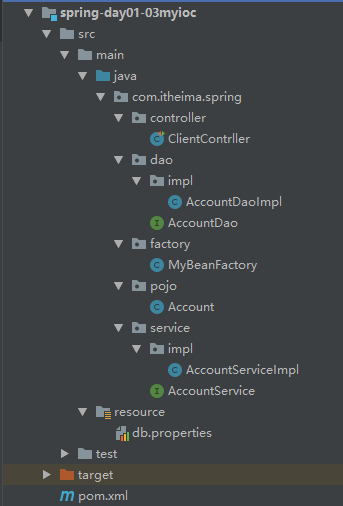 spring-day01-03myioc
src
main
java
com.itheima.spring
controller
ClientContrller
dao
impl
AccountDaoImpl
AccountDao
factory
MyBeanFactory
pojo
Account
service
impl
AccountServiceImpl
AccountService
resource
db.properties
test
target
pom.xml